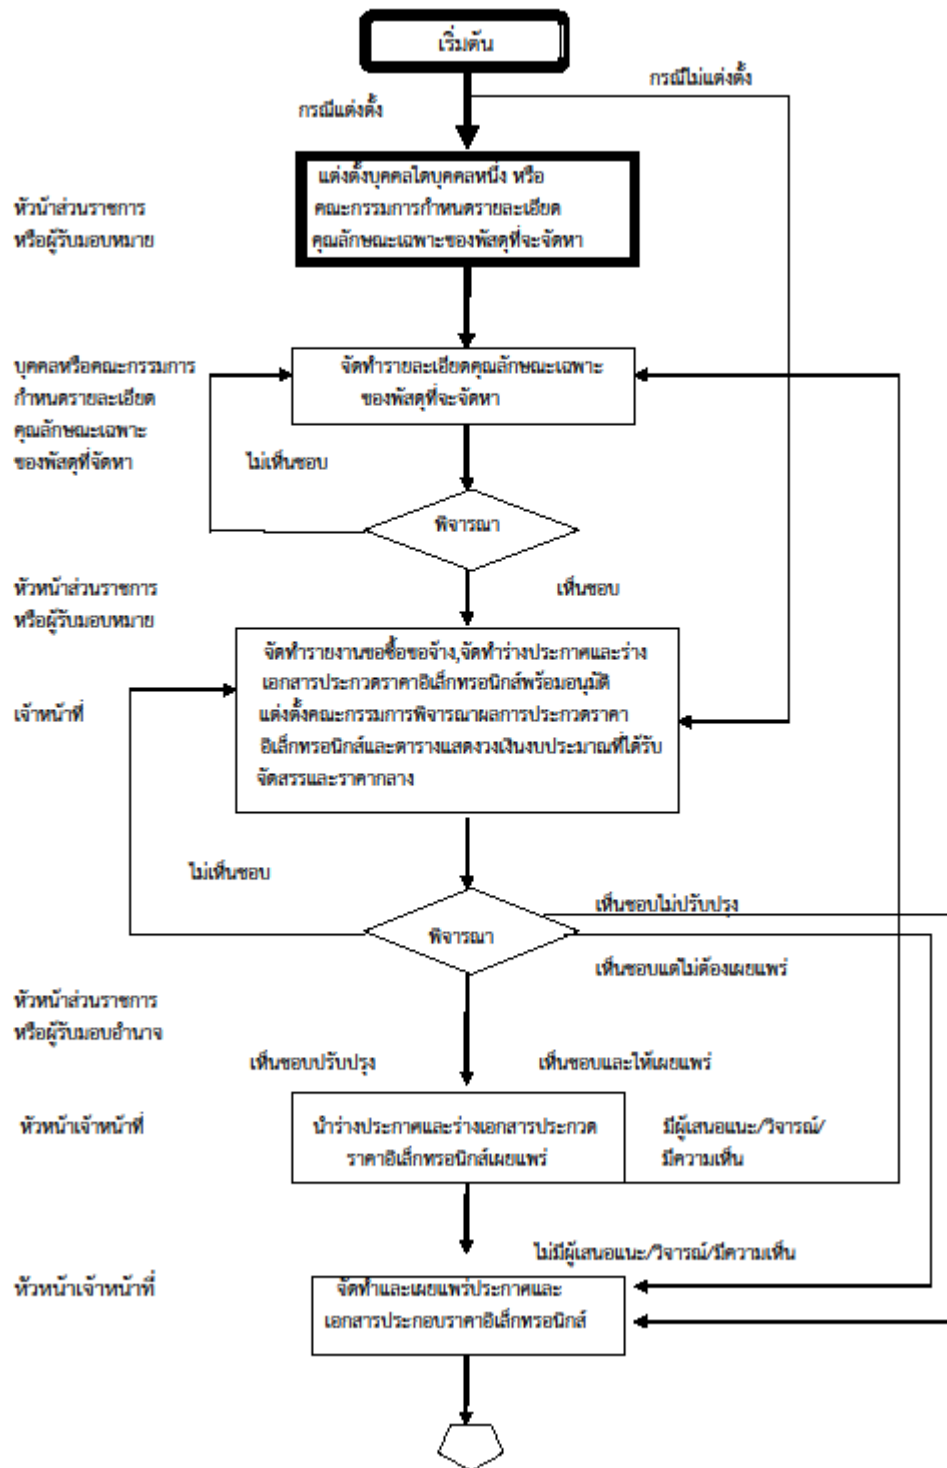 เริ่มต้น
กรณีไม่แต่งตั้ง
กรณีแต่งตั้ง
แต่งตั้งบุคคลใดบุคคลหนึ่ง หรือ
คณะกรรมการกำหนดรายละเอียด
คุณลักษณะเฉพาะของพัสดุที่จะจัดหา
หัวน้าส่วนราชการ
หรือผู้รับมอบหมาย
บุคคลหรือคณะกรรมการ
กำหนดรายละเอียด
คุณลักษณะเฉพาะ
ของพัสดุที่จัดหา
จัดทำรายละเอียดคุณลักษณะเฉพาะ
ของพัสดุที่จะจัดหา
ไม่เห็นชอบ
พิจารณา
หัวหน้าส่วนราชการ
หรือผู้รับมอบหมาย
เห็นชอบ
จัดทำรายงานขอซื้อขอจ้าง,จัดทำร่างประกาศและร่าง
เอกสารประกวดราคาอิเล็กทรอนิกส์พร้อมอนุมัติ
แต่งตั้งคณะกรรมการพิจารณาผลการประกวดราคา
อิเล็กทรอนิกส์และตารางแสดงวงเงินงบประมาณที่ได้รับ
จัดสรรและราคากลาง
เจ้าหน้าที่
ไม่เห็นชอบ
เห็นชอบไม่ปรับปรุง
พิจารณา
เห็นชอบแต่ไม่ต้องเผยแพร่
หัวหน้าส่วนราชการ
หรือผู้รับมอบอำนาจ
เห็นชอบปรับปรุง
เห็นชอบและให้เผยแพร่
หัวหน้าเจ้าหน้าที่
นำร่างประกาศและร่างเอกสารประกวด
ราคาอิเล็กทรอนิกส์เผยแพร่
มีผู้เสนอแนะ/วิจารณ์/
มีความเห็น
ไม่มีผู้เสนอแนะ/วิจารณ์/มีความเห็น
หัวหน้าเจ้าหน้าที่
จัดทำและเผยแพร่ประกาศและ
เอกสารประกอบราคาอิเล็กทรอนิกส์